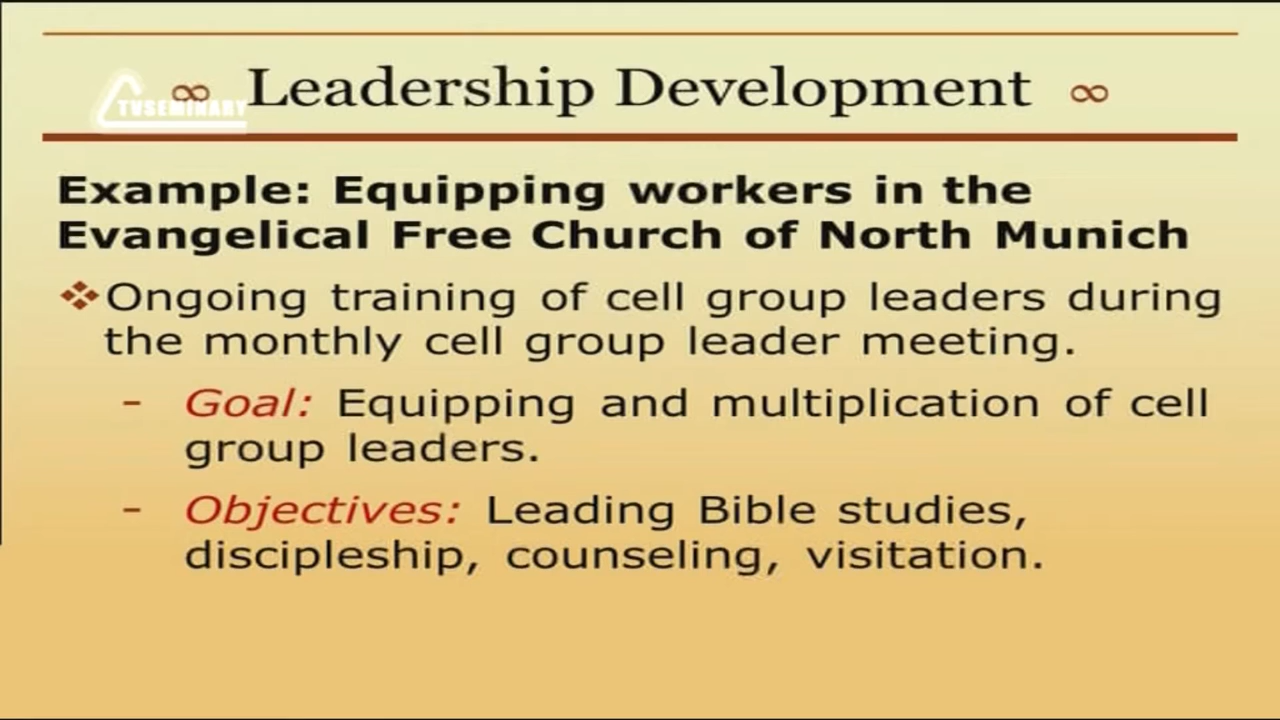 ∞ Leadership Development ∞
TVSEMINARY
Example: Equipping workers in the
Evangelical Free Church of North Munich
❖Ongoing training of cell group leaders during
the monthly cell group leader meeting.
- Goal: Equipping and multiplication of cell
group leaders.
- Objectives: Leading Bible studies,
discipleship, counseling, visitation.